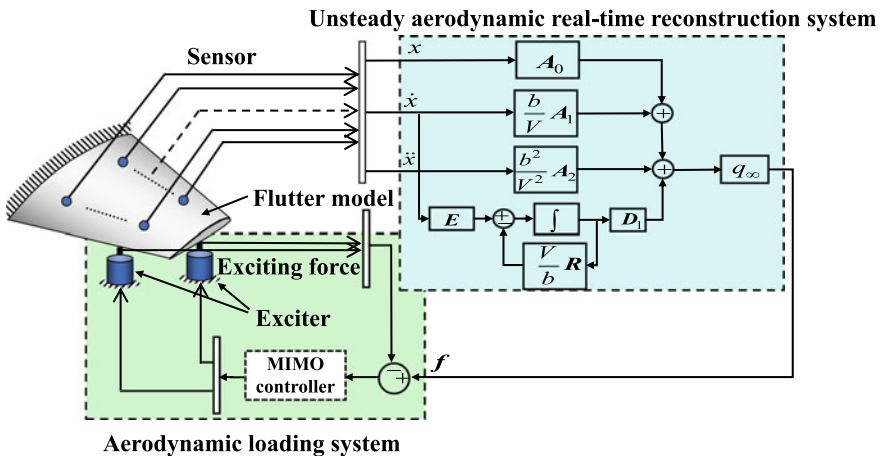 Unsteady aerodynamic real-time reconstruction system
Sensor
x
A₀
ẋ
b/V A₁
ẍ
b²/V² A₂
+
+
q∞
Flutter model
E
±
∫
D₁
V/b R
Exciting force
Exciter
MIMO
controller
− +
f
Aerodynamic loading system